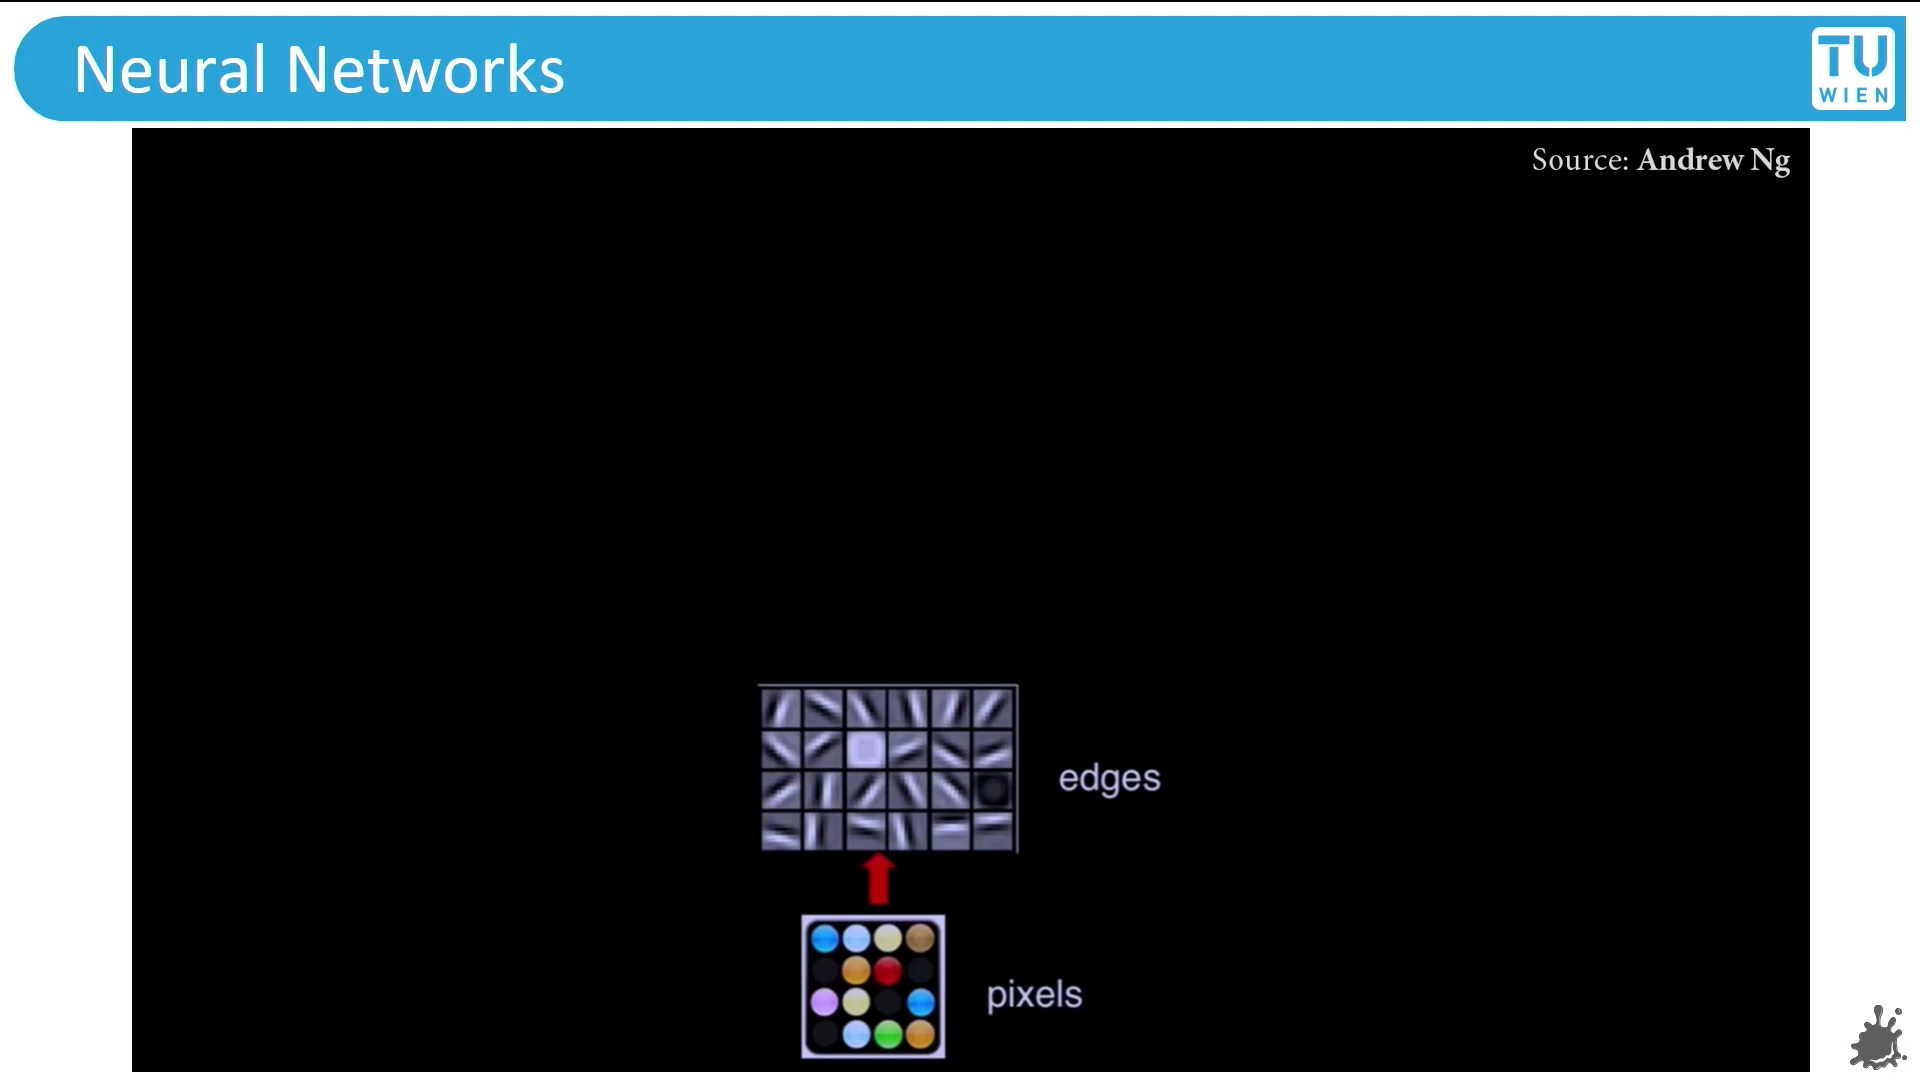 Neural Networks
TU
WIEN
Source: Andrew Ng
edges
pixels